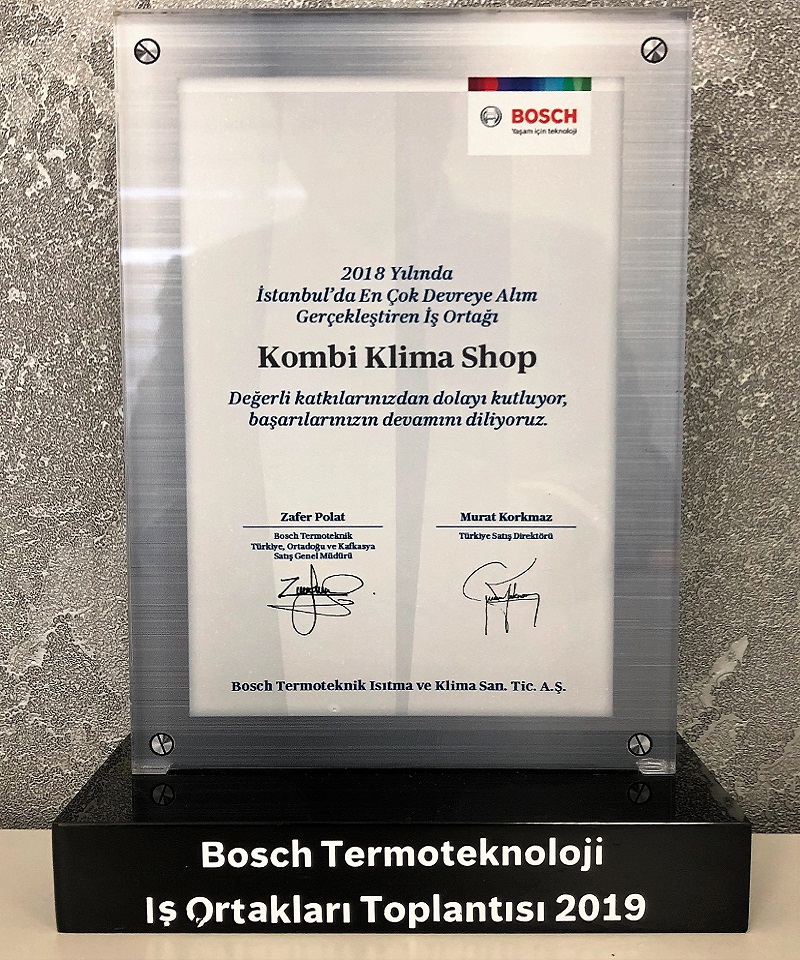 BOSCH
Yaşam için teknoloji
2018 Yılında
İstanbul'da En Çok Devreye Alım
Gerçekleştiren İş Ortağı
Kombi Klima Shop
Değerli katkılarınızdan dolayı kutluyor,
başarılarınızın devamını diliyoruz.
Zafer Polat
Bosch Termoteknik
Türkiye, Ortadoğu ve Kafkasya
Satış Genel Müdürü
Murat Korkmaz
Türkiye Satış Direktörü
Bosch Termoteknik Isıtma ve Klima San. Tic. A.Ş.
Bosch Termoteknoloji
Iş Ortakları Toplantısı 2019